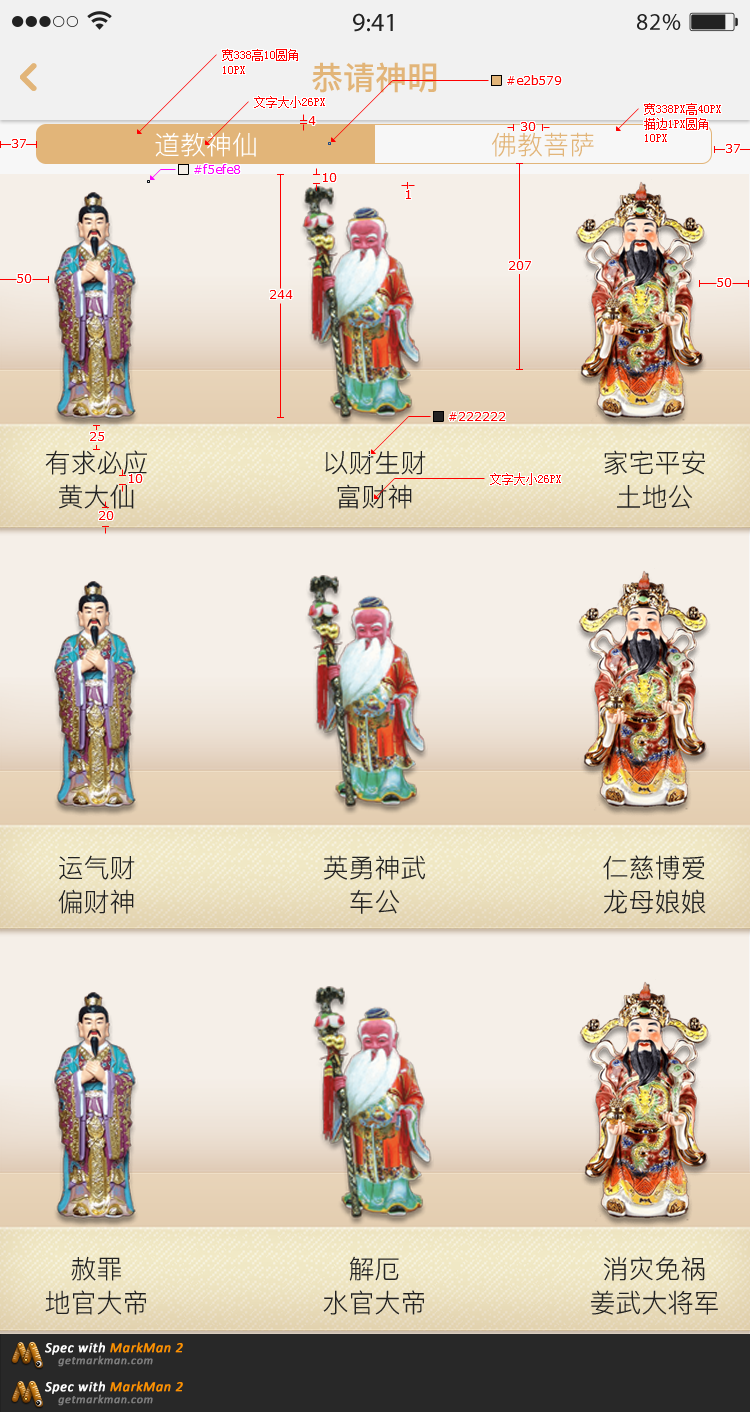 9:41
82%
恭请神明
宽338高10圆角
10PX
#e2b579
文字大小26PX
4
30
宽338PX高40PX
描边1PX圆角
10PX
37
道教神仙
佛教菩萨
37
#f5efe8
10
1
50
244
207
50
#222222
25
有求必应
以财生财
家宅平安
10
文字大小26PX
黄大仙
富财神
土地公
20
运气财
英勇神武
仁慈博爱
偏财神
车公
龙母娘娘
赦罪
解厄
消灾免祸
地官大帝
水官大帝
姜武大将军
Spec with MarkMan 2
getmarkman.com
Spec with MarkMan 2
getmarkman.com